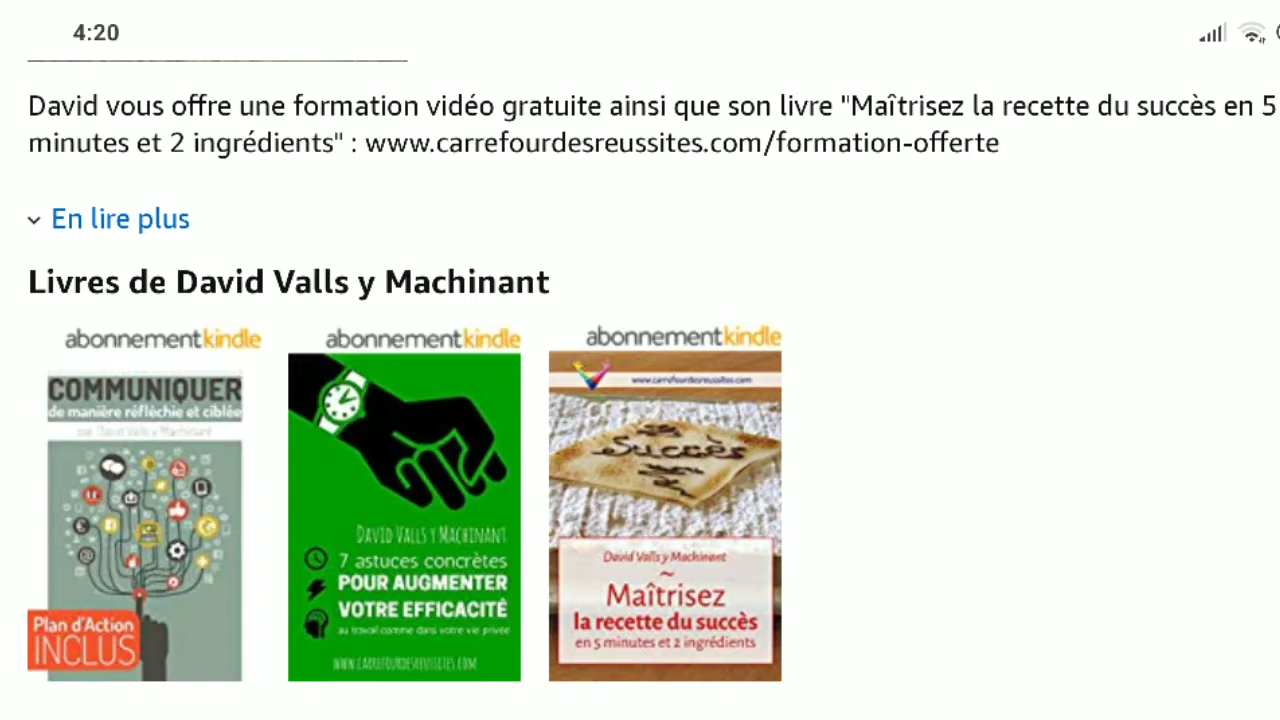 4:20
David vous offre une formation vidéo gratuite ainsi que son livre "Maîtrisez la recette du succès en 5
minutes et 2 ingrédients" : www.carrefourdesreussites.com/formation-offerte
En lire plus
Livres de David Valls y Machinant
abonnementkindle
COMMUNIQUER
de manière réfléchie et ciblée
par David Valls y Machinant
Plan d'Action
INCLUS
abonnementkindle
DAVID VALLS Y MACHINANT
7 astuces concrètes
POUR AUGMENTER
VOTRE EFFICACITÉ
au travail comme dans votre vie privée
WWW.CARREFOURDESREUSSITES.COM
abonnementkindle
www.carrefourdesreussites.com
Succès
David Valls y Machinant
~
Maîtrisez
la recette du succès
en 5 minutes et 2 ingrédients